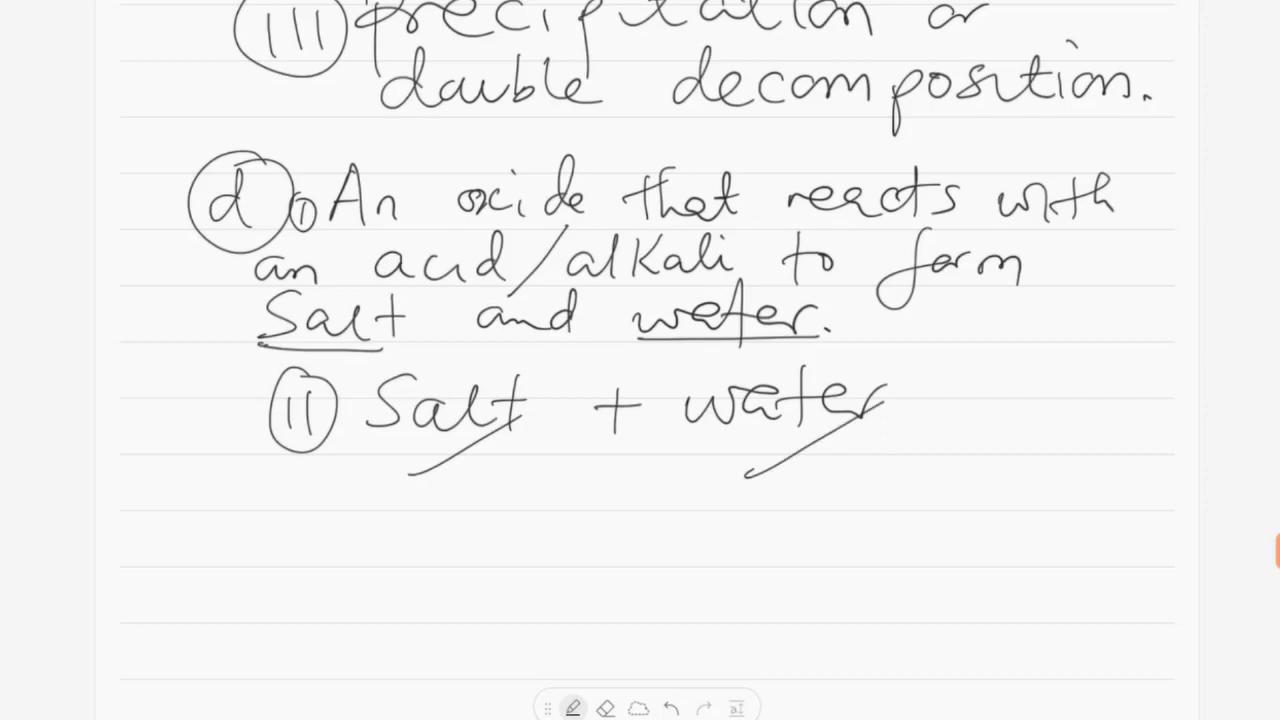 (III) precipitation or
double decomposition.
(d) (i) An oxide that reacts with
an acid/alkali to form
Salt and water.
(ii) Salt + water